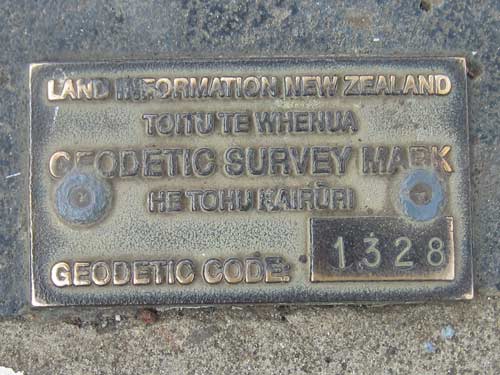 LAND INFORMATION NEW ZEALAND
TOITU TE WHENUA
GEODETIC SURVEY MARK
HE TOHU KAIRŪRI
GEODETIC CODE: 1328